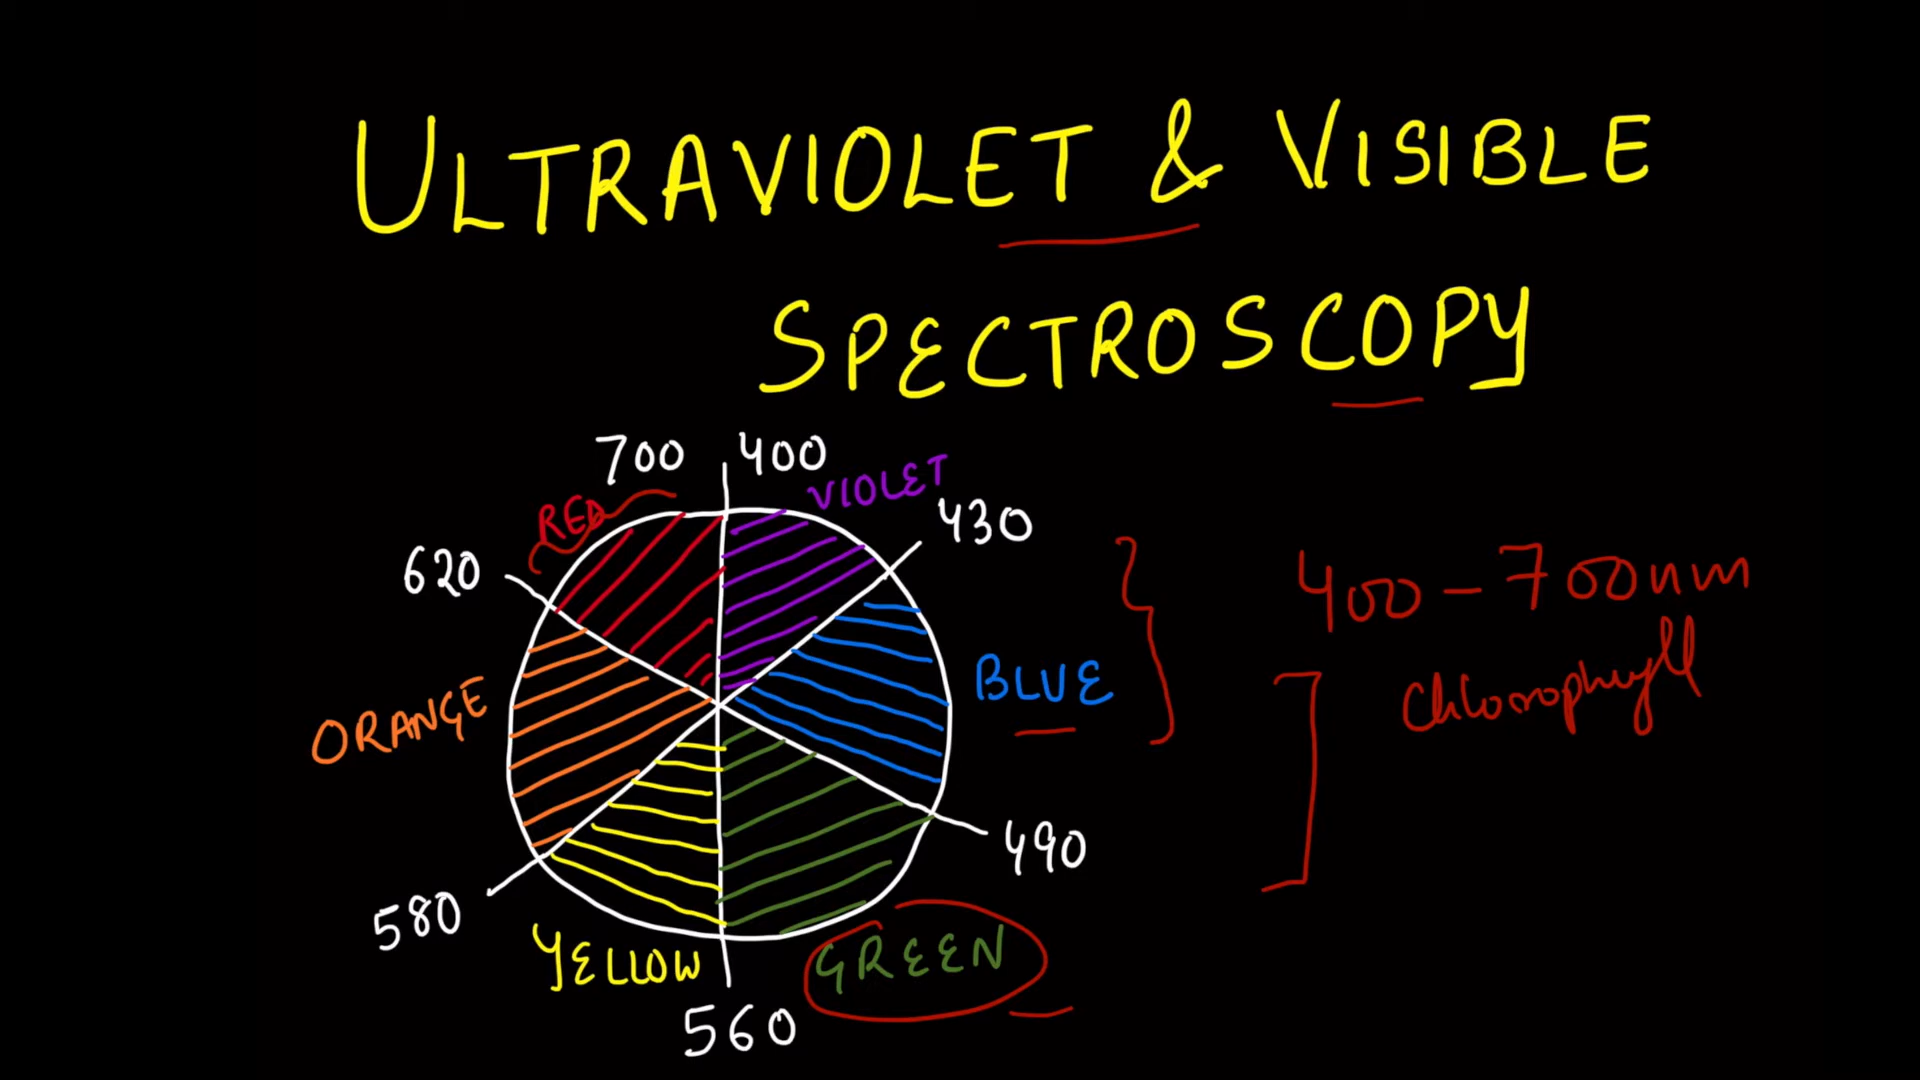 ULTRAVIOLET & VISIBLE
SPECTROSCOPY
700 400
VIOLET
RED
430
620
400-700nm
BLUE
Chlorophyll
ORANGE
490
580
YELLOW
GREEN
560